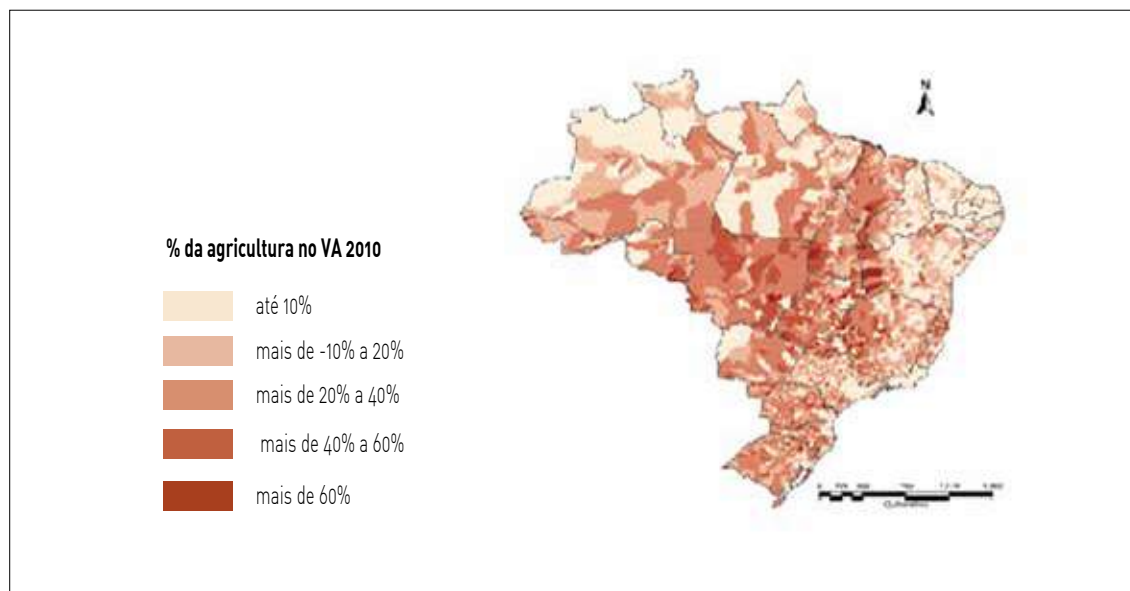 N
% da agricultura no VA 2010
até 10%
mais de -10% a 20%
mais de 20% a 40%
mais de 40% a 60%
mais de 60%